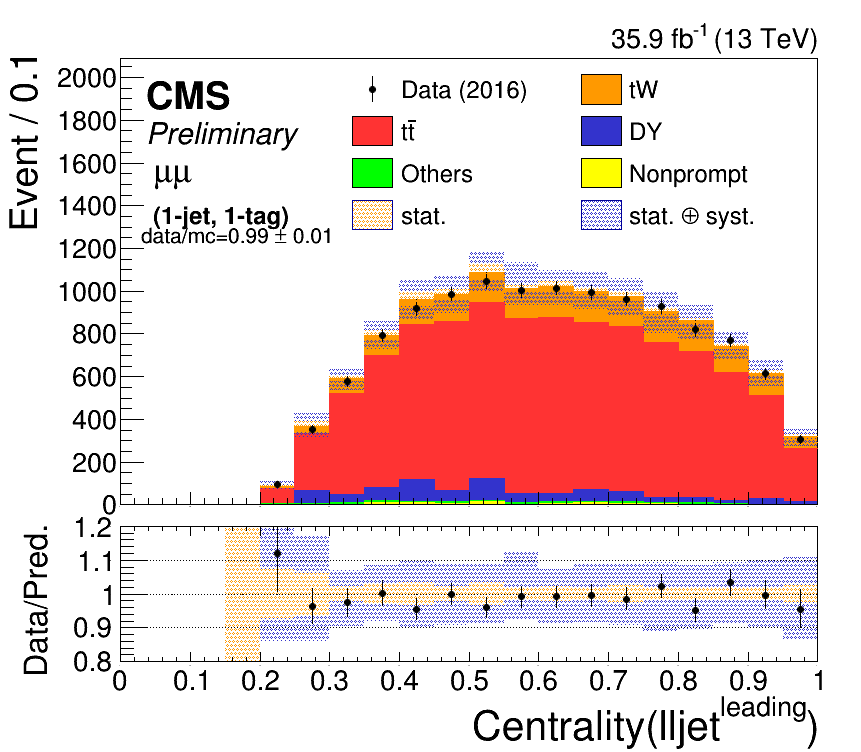 35.9 fb⁻¹ (13 TeV)
Event / 0.1
2000
1800
1600
1400
1200
1000
800
600
400
200
0
CMS
Preliminary
μμ
(1-jet, 1-tag)
data/mc=0.99 ± 0.01
Data (2016)
tW
tt̄
DY
Others
Nonprompt
stat.
stat. ⊕ syst.
Data/Pred.
1.2
1.1
1
0.9
0.8
0 0.1 0.2 0.3 0.4 0.5 0.6 0.7 0.8 0.9 1
Centrality(lljet^leading)